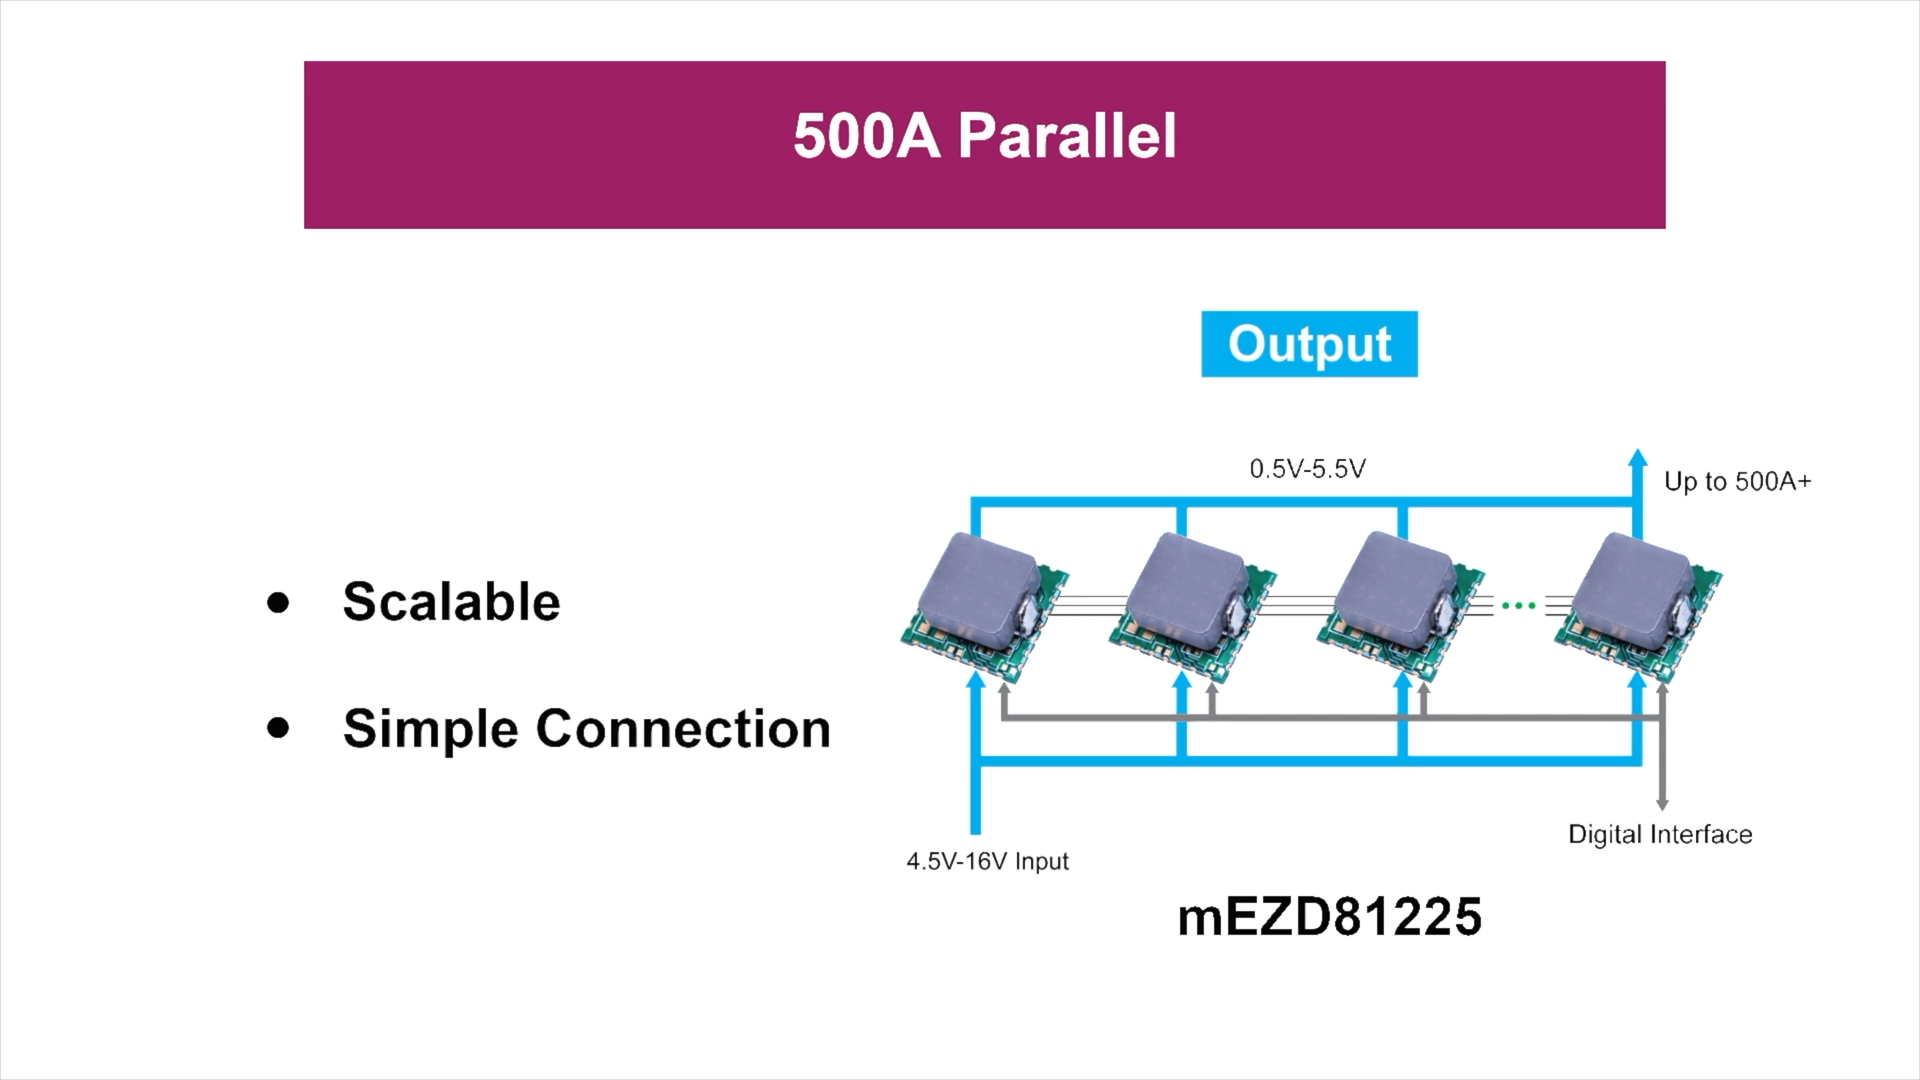 500A Parallel
Output
0.5V-5.5V
Up to 500A+
• Scalable
• Simple Connection
Digital Interface
4.5V-16V Input
mEZD81225